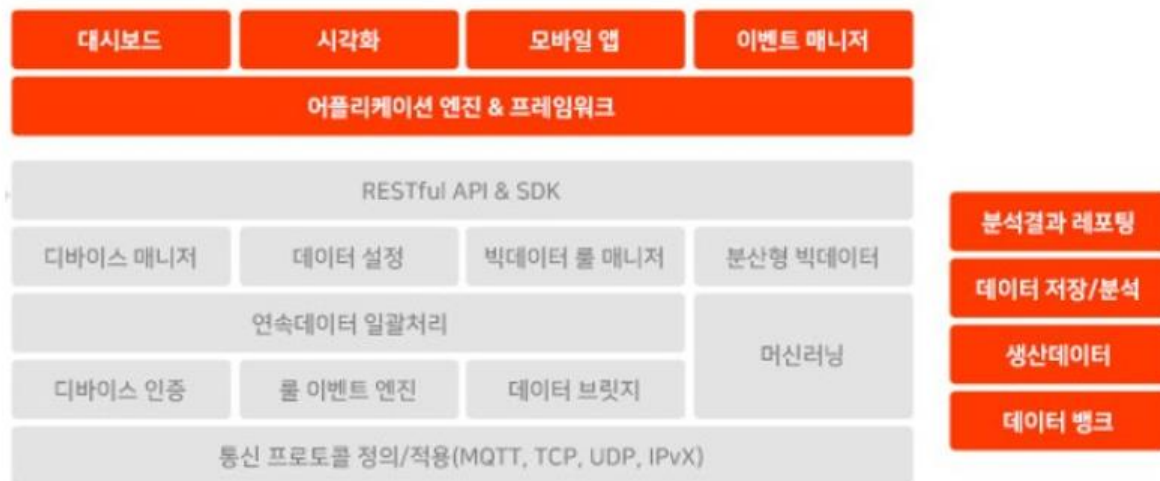 대시보드
시각화
모바일 앱
이벤트 매니저
어플리케이션 엔진 & 프레임워크
RESTful API & SDK
디바이스 매니저
데이터 설정
빅데이터 룰 매니저
분산형 빅데이터
연속데이터 일괄처리
머신러닝
디바이스 인증
룰 이벤트 엔진
데이터 브릿지
통신 프로토콜 정의/적용(MQTT, TCP, UDP, IPvX)
분석결과 레포팅
데이터 저장/분석
생산데이터
데이터 뱅크